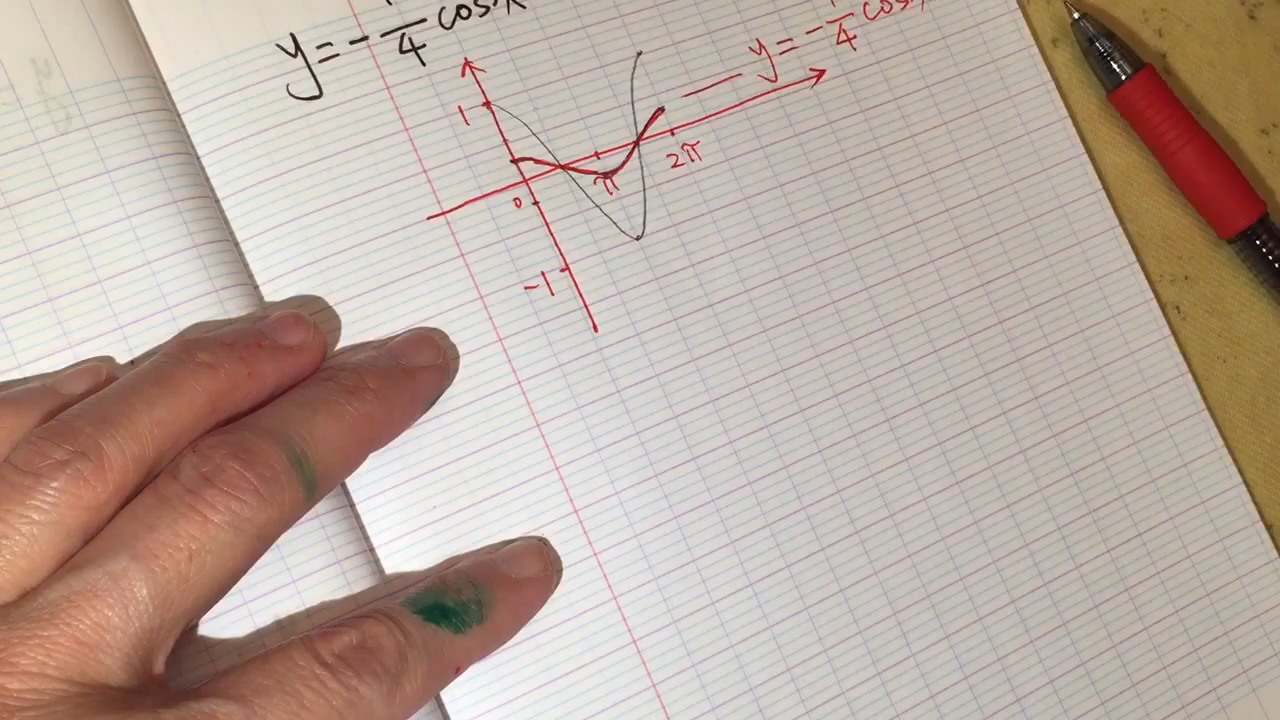 y = -1/4 cos x
y = -1/4 cos x
1
0
π
2π
-1